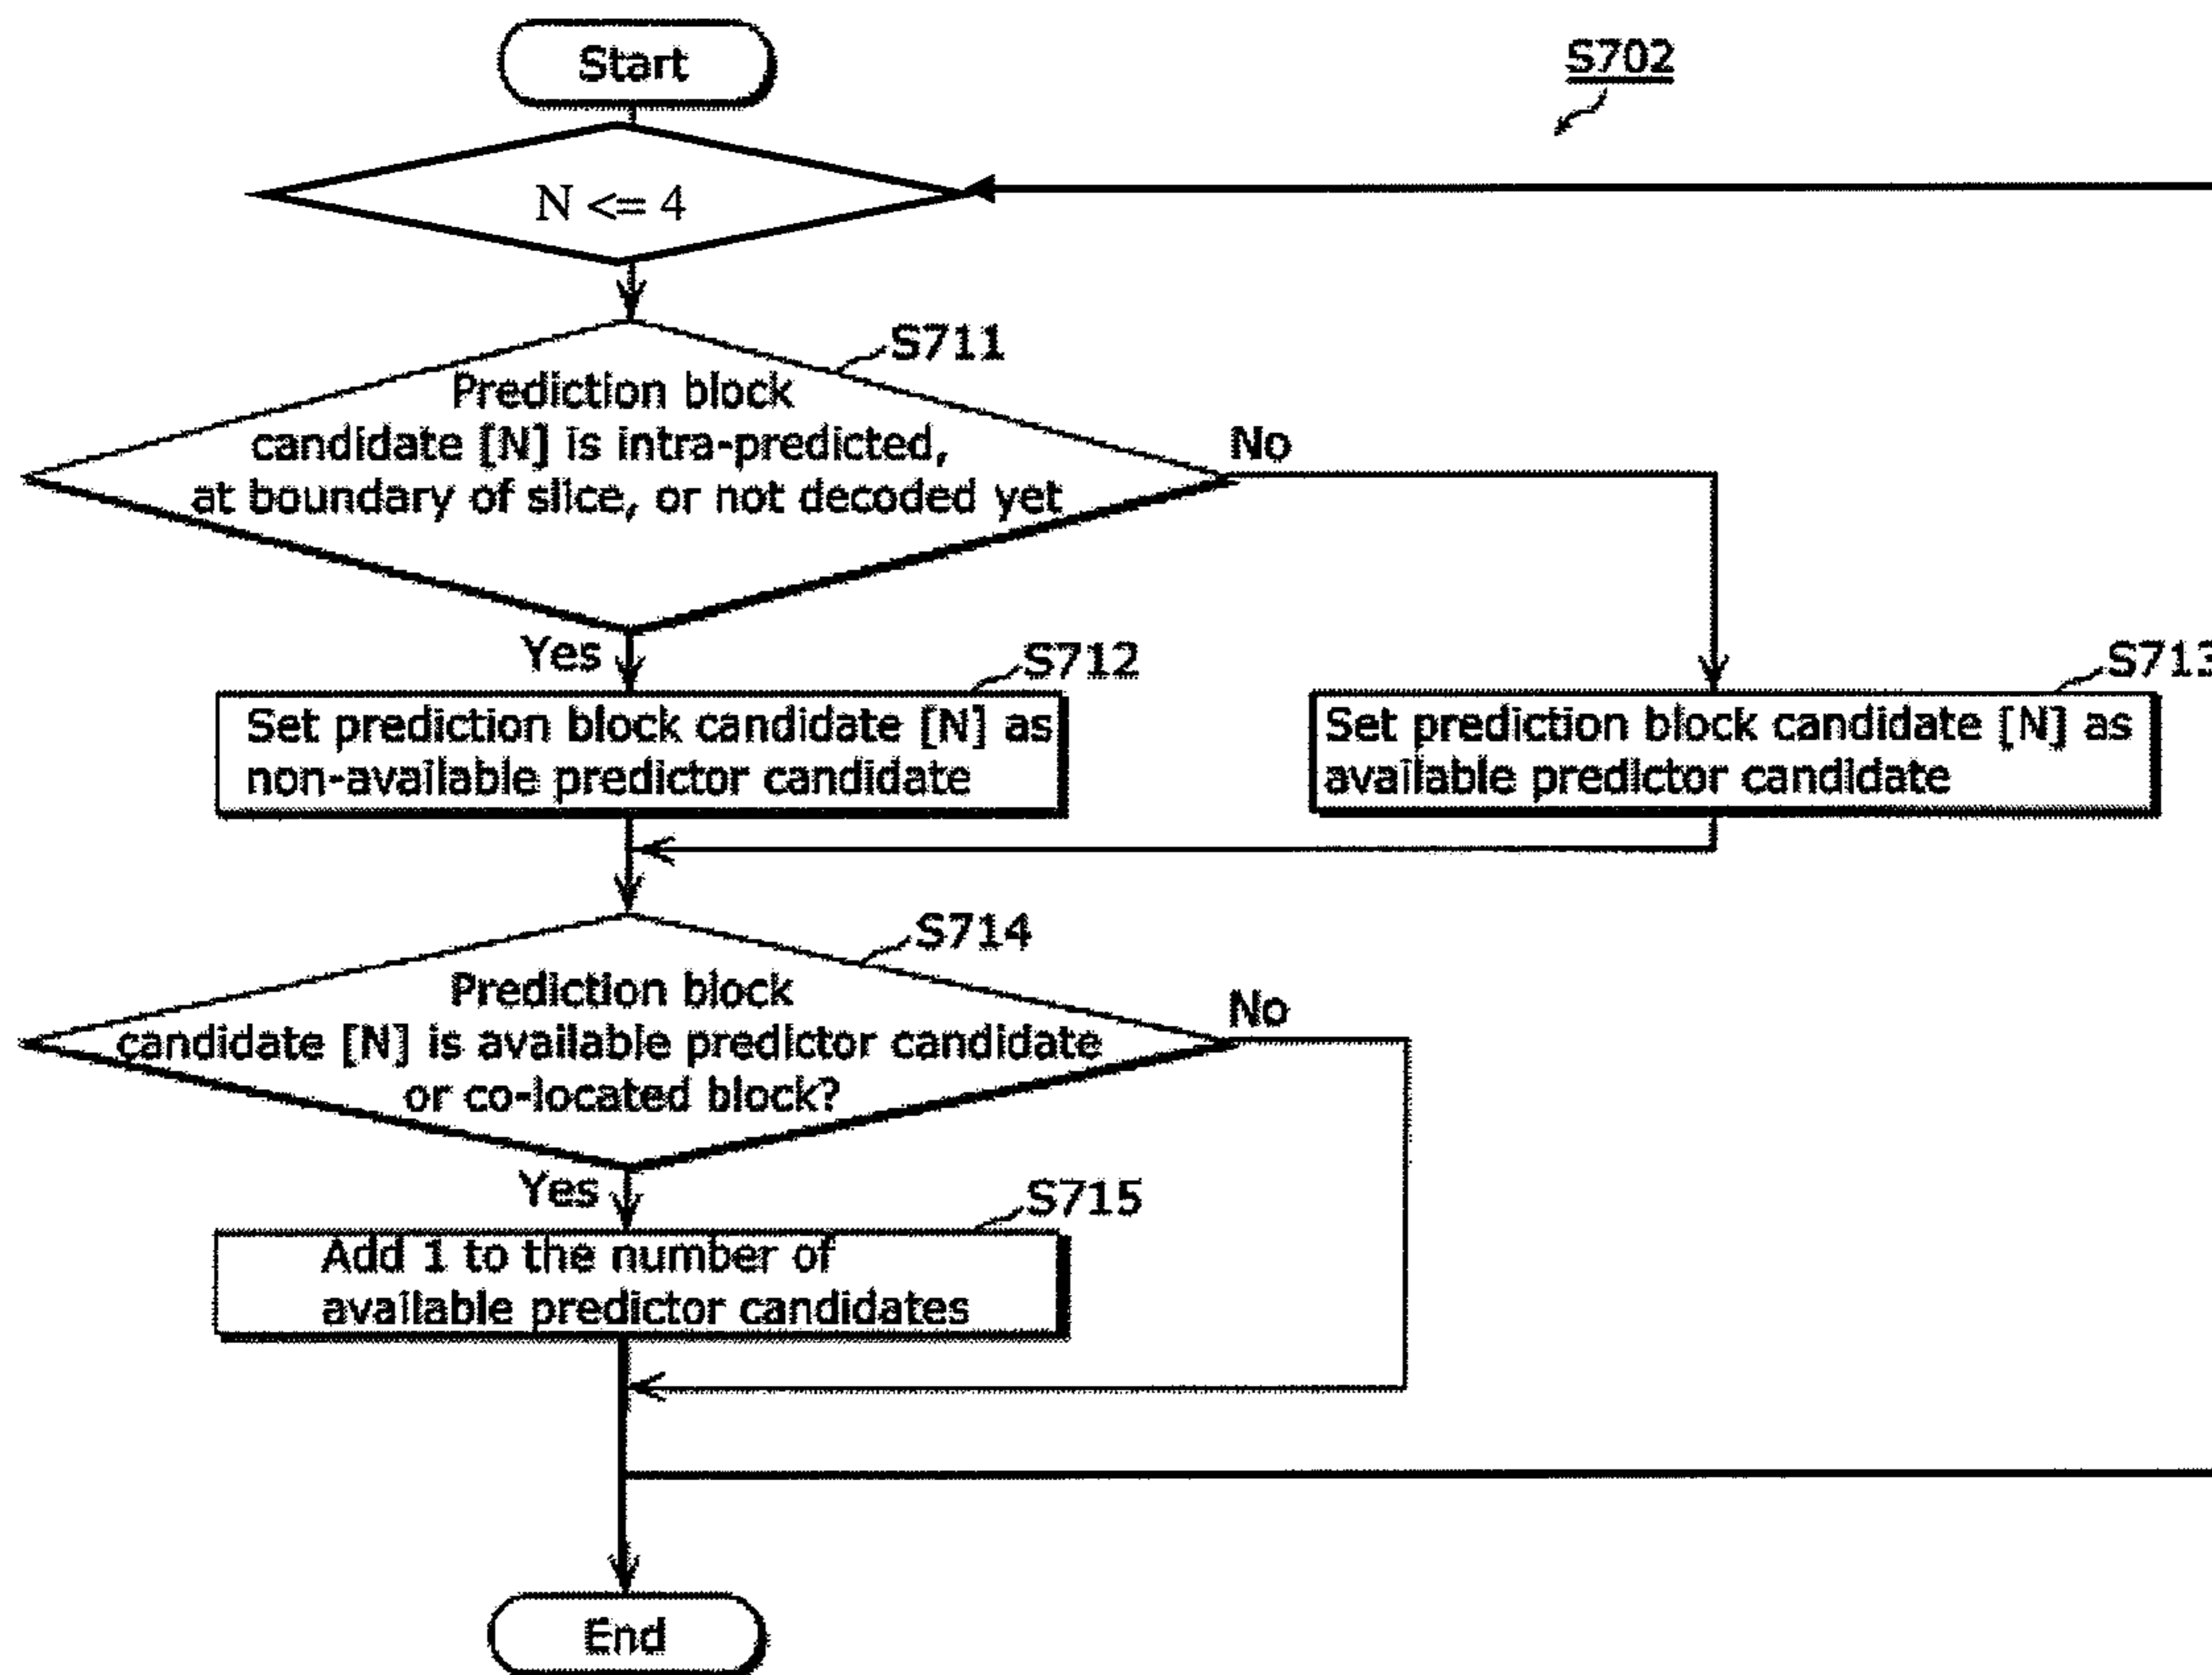 Start
S702
N <= 4
S711
Prediction block
candidate [N] is intra-predicted,
at boundary of slice, or not decoded yet
No
Yes
S712
S713
Set prediction block candidate [N] as
non-available predictor candidate
Set prediction block candidate [N] as
available predictor candidate
S714
Prediction block
candidate [N] is available predictor candidate
or co-located block?
No
Yes
S715
Add 1 to the number of
available predictor candidates
End